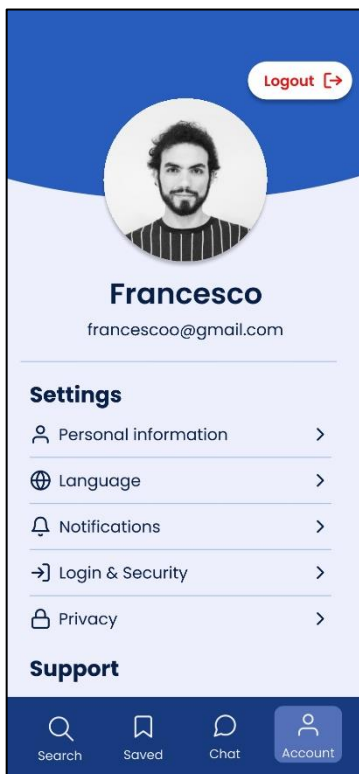 Logout
Francesco
francescoo@gmail.com
Settings
Personal information
Language
Notifications
Login & Security
Privacy
Support
Search Saved Chat Account